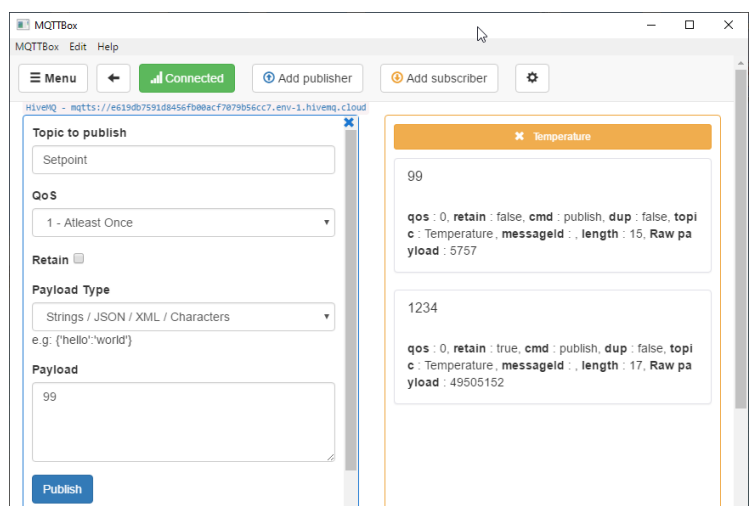 MQTTBox
MQTTBox Edit Help
Menu Connected Add publisher Add subscriber
HiveMQ - mqtts://e619db7591d8456fb00acf7079b56cc7.env-1.hivemq.cloud
Topic to publish
Setpoint
QoS
1 - Atleast Once
Retain
Payload Type
Strings / JSON / XML / Characters
e.g: {'hello':'world'}
Payload
99
Publish
Temperature
99
qos : 0, retain : false, cmd : publish, dup : false, topi
c : Temperature, messageId : , length : 15, Raw pa
yload : 5757
1234
qos : 0, retain : true, cmd : publish, dup : false, topi
c : Temperature, messageId : , length : 17, Raw pa
yload : 49505152